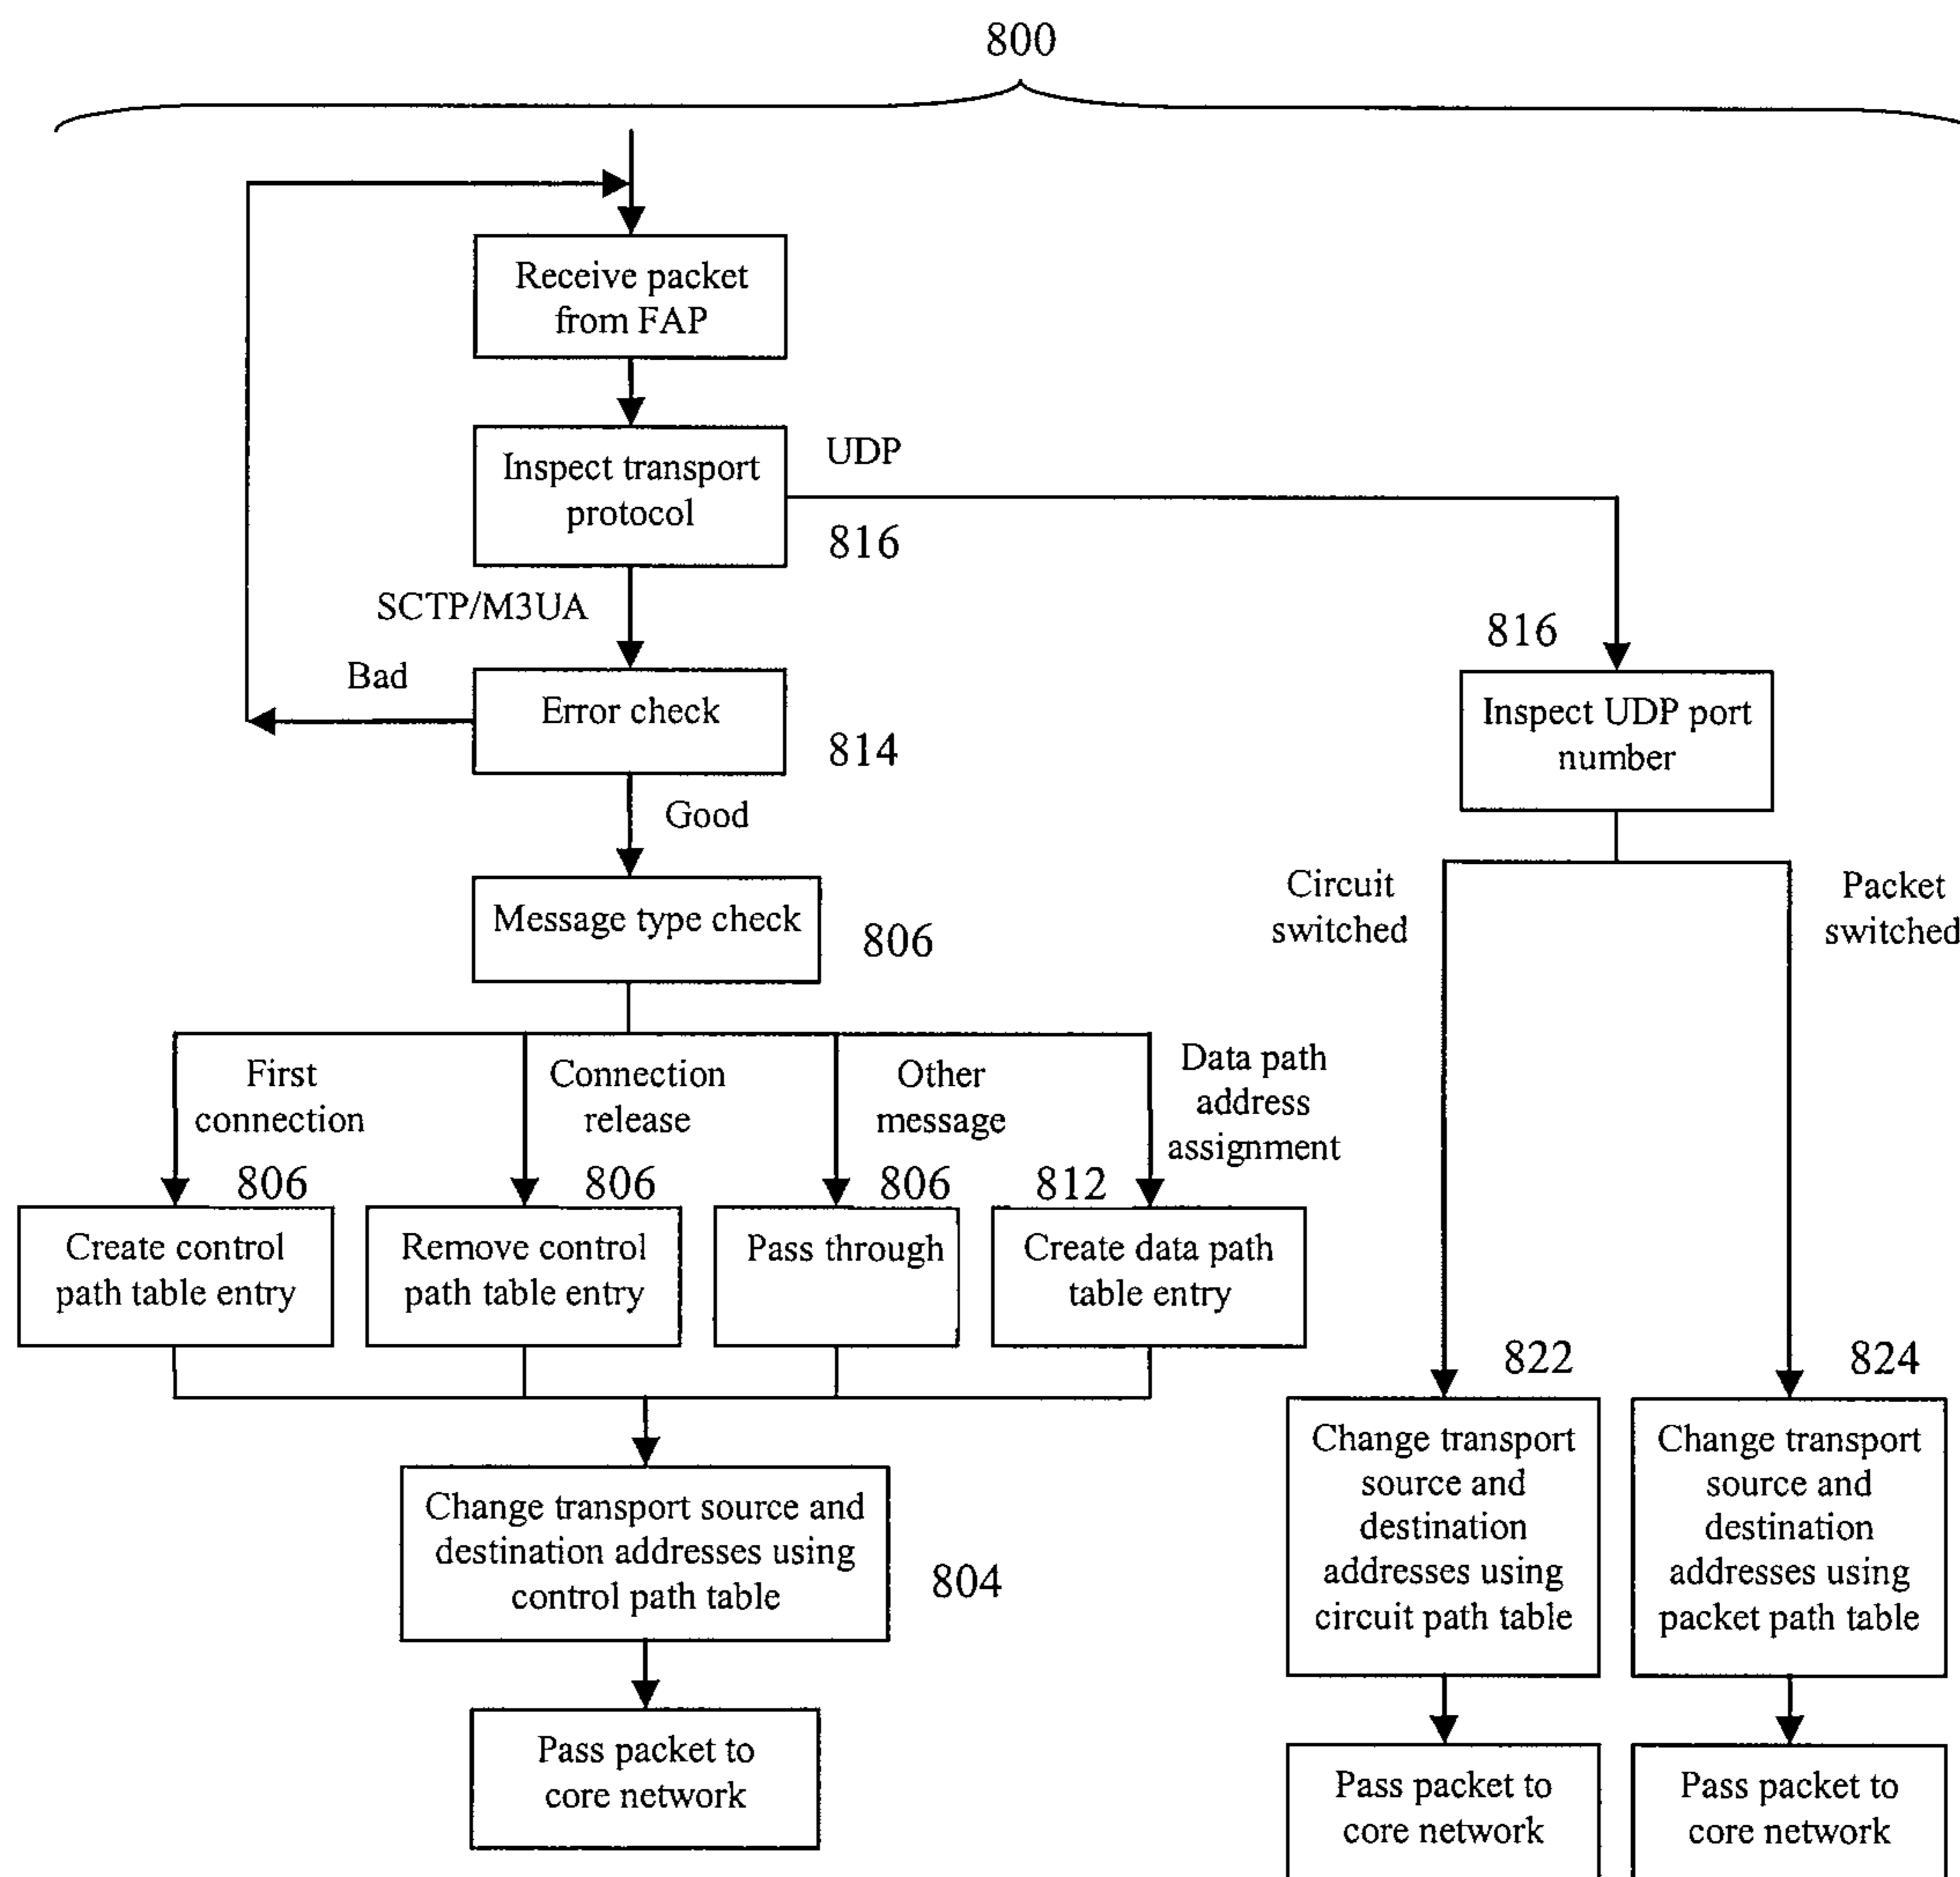 800
Receive packet
from FAP
Inspect transport
protocol
UDP
816
SCTP/M3UA
Bad
Error check
814
Good
816
Inspect UDP port
number
Message type check
806
Circuit
switched
Packet
switched
First
connection
Connection
release
Other
message
Data path
address
assignment
806
806
806
812
Create control
path table entry
Remove control
path table entry
Pass through
Create data path
table entry
822
824
Change transport source and
destination addresses using
control path table
804
Change transport
source and
destination
addresses using
circuit path table
Change transport
source and
destination
addresses using
packet path table
Pass packet to
core network
Pass packet to
core network
Pass packet to
core network